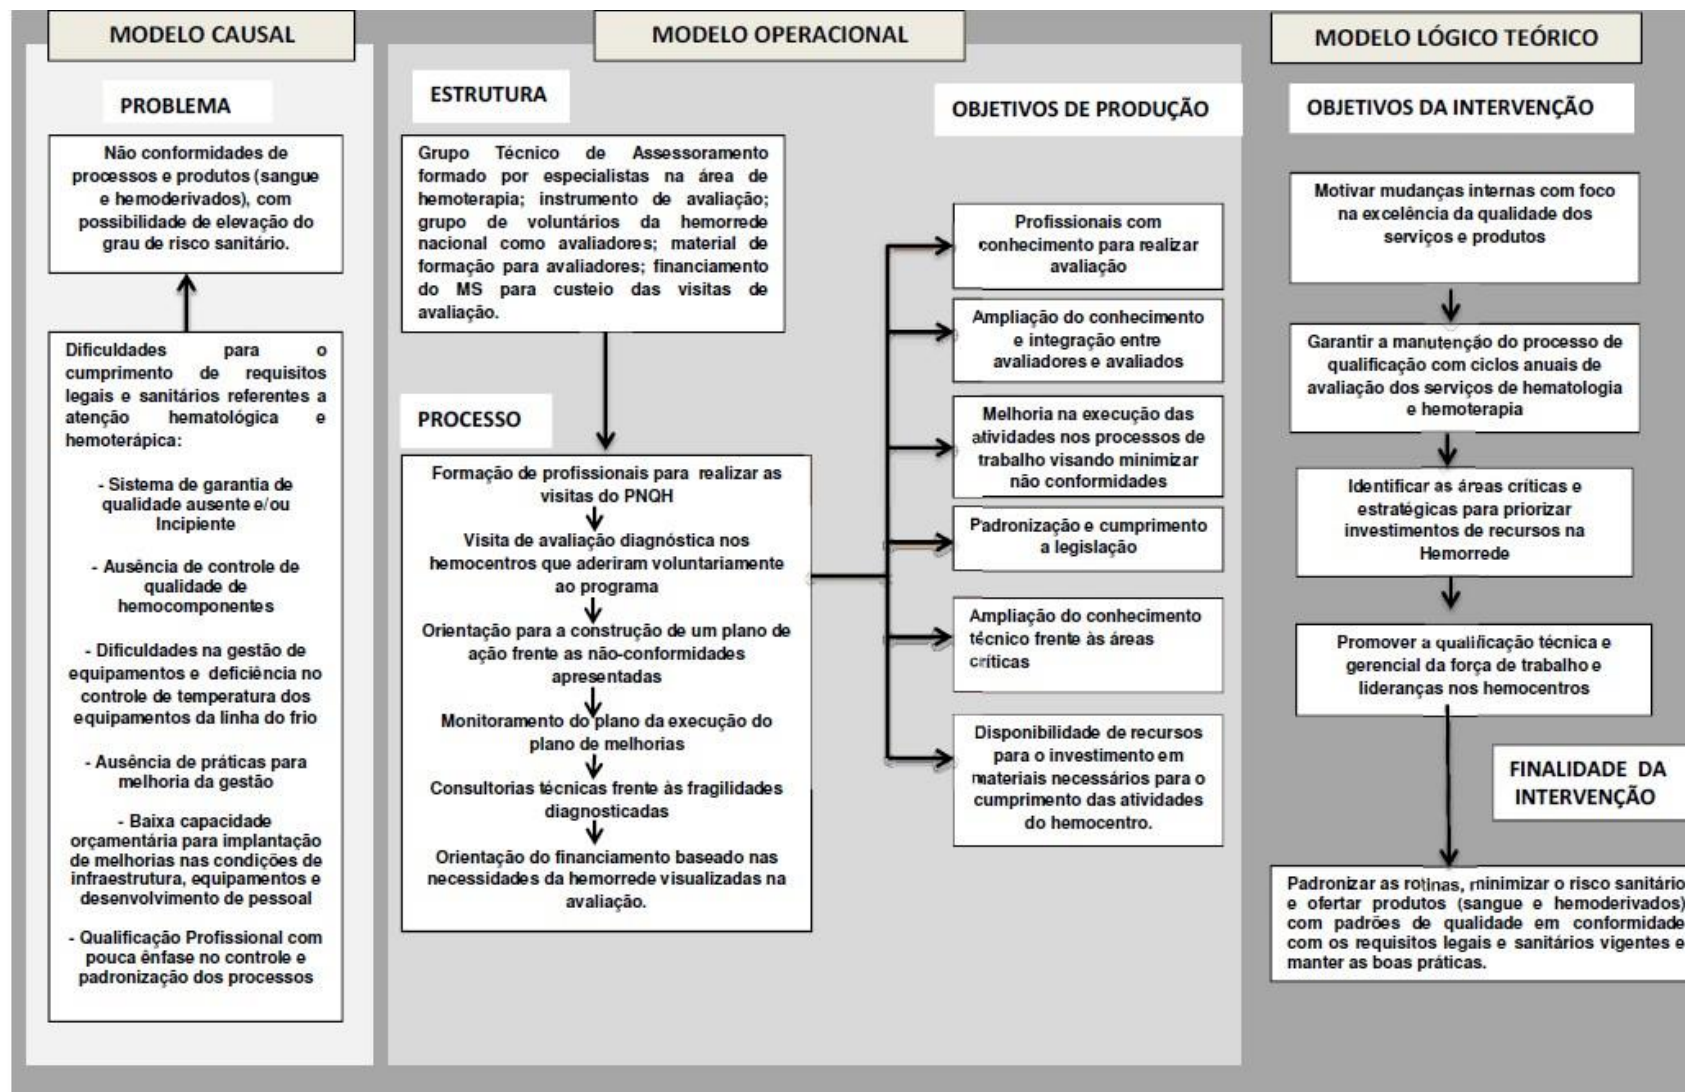 MODELO CAUSAL
PROBLEMA
Não conformidades de
processos e produtos (sangue
e hemoderivados), com
possibilidade de elevação do
grau de risco sanitário.
Dificuldades para o
cumprimento de requisitos
legais e sanitários referentes a
atenção hematológica e
hemoterápica:
- Sistema de garantia de
qualidade ausente e/ou
Incipiente
- Ausência de controle de
qualidade de
hemocomponentes
- Dificuldades na gestão de
equipamentos e deficiência no
controle de temperatura dos
equipamentos da linha do frio
- Ausência de práticas para
melhoria da gestão
- Baixa capacidade
orçamentária para implantação
de melhorias nas condições de
infraestrutura, equipamentos e
desenvolvimento de pessoal
- Qualificação Profissional com
pouca ênfase no controle e
padronização dos processos
MODELO OPERACIONAL
ESTRUTURA
Grupo Técnico de Assessoramento
formado por especialistas na área de
hemoterapia; instrumento de avaliação;
grupo de voluntários da hemorrede
nacional como avaliadores; material de
formação para avaliadores; financiamento
do MS para custeio das visitas de
avaliação.
PROCESSO
Formação de profissionais para realizar as
visitas do PNQH
Visita de avaliação diagnóstica nos
hemocentros que aderiram voluntariamente
ao programa
Orientação para a construção de um plano de
ação frente as não-conformidades
apresentadas
Monitoramento do plano da execução do
plano de melhorias
Consultorias técnicas frente às fragilidades
diagnosticadas
Orientação do financiamento baseado nas
necessidades da hemorrede visualizadas na
avaliação.
OBJETIVOS DE PRODUÇÃO
Profissionais com
conhecimento para realizar
avaliação
Ampliação do conhecimento
e integração entre
avaliadores e avaliados
Melhoria na execução das
atividades nos processos de
trabalho visando minimizar
não conformidades
Padronização e cumprimento
a legislação
Ampliação do conhecimento
técnico frente às áreas
críticas
Disponibilidade de recursos
para o investimento em
materiais necessários para o
cumprimento das atividades
do hemocentro.
MODELO LÓGICO TEÓRICO
OBJETIVOS DA INTERVENÇÃO
Motivar mudanças internas com foco
na excelência da qualidade dos
serviços e produtos
Garantir a manutenção do processo de
qualificação com ciclos anuais de
avaliação dos serviços de hematologia
e hemoterapia
Identificar as áreas críticas e
estratégicas para priorizar
investimentos de recursos na
Hemorrede
Promover a qualificação técnica e
gerencial da força de trabalho e
lideranças nos hemocentros
FINALIDADE DA
INTERVENÇÃO
Padronizar as rotinas, minimizar o risco sanitário
e ofertar produtos (sangue e hemoderivados)
com padrões de qualidade em conformidade
com os requisitos legais e sanitários vigentes e
manter as boas práticas.